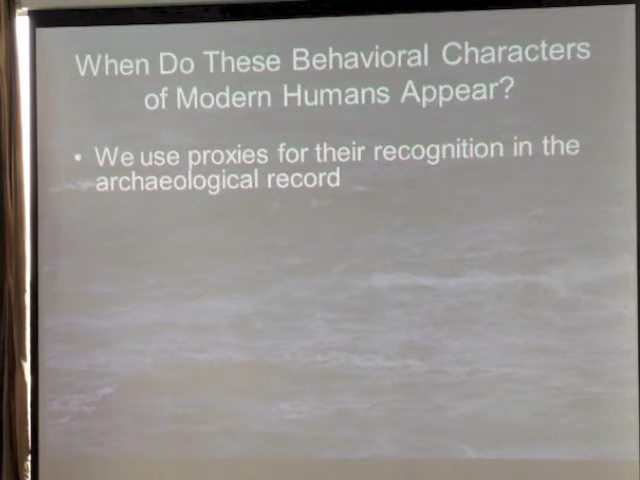 When Do These Behavioral Characters
of Modern Humans Appear?
• We use proxies for their recognition in the
archaeological record